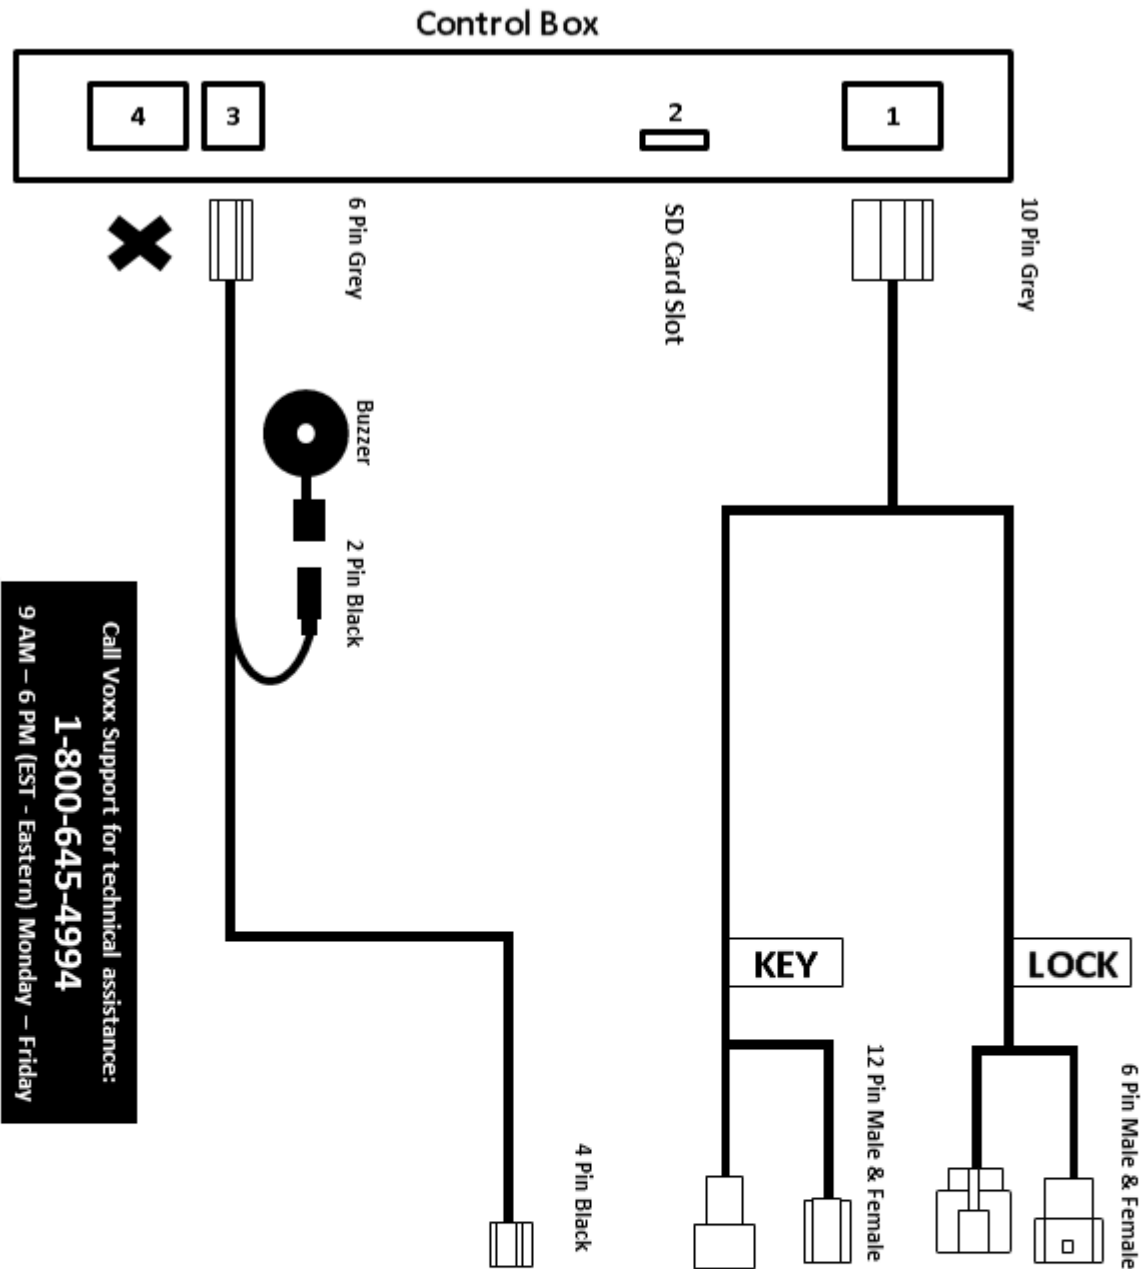 Control Box
4
3
2
1
6 Pin Grey
SD Card Slot
10 Pin Grey
Buzzer
2 Pin Black
Call Voxx Support for technical assistance:
1-800-645-4994
9 AM – 6 PM (EST - Eastern) Monday – Friday
KEY
LOCK
4 Pin Black
12 Pin Male & Female
6 Pin Male & Female